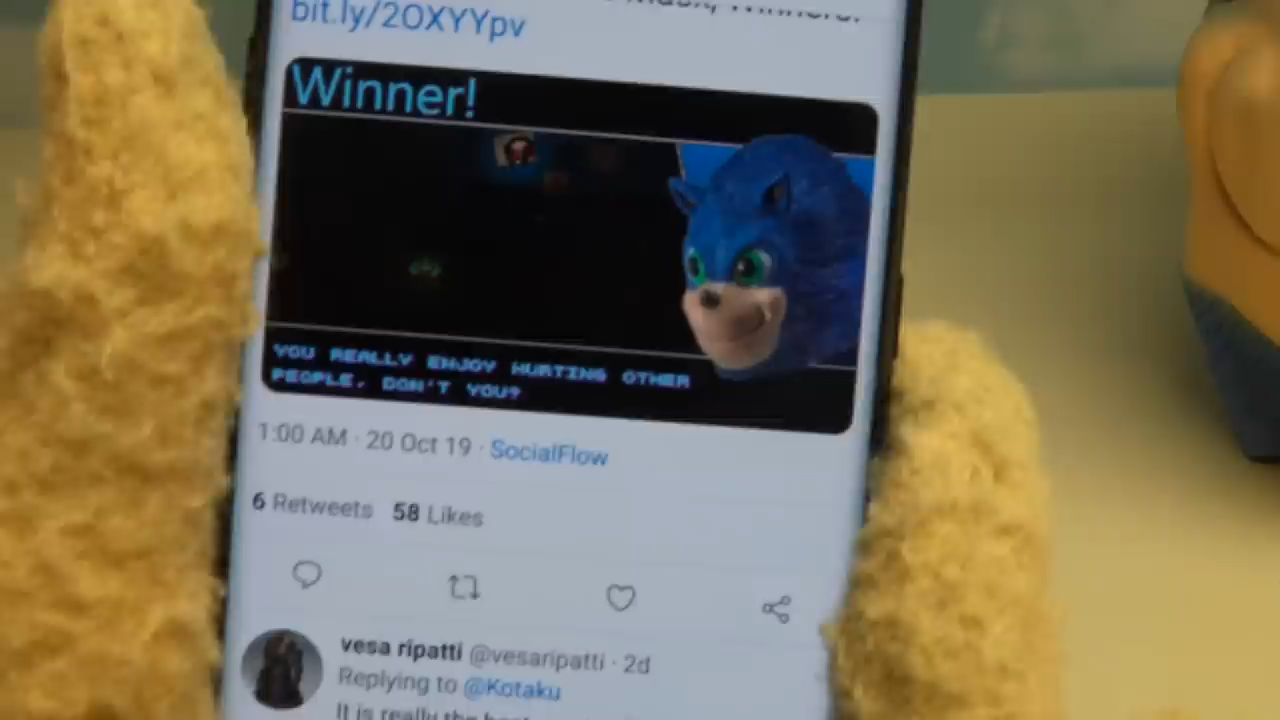 Winners!
bit.ly/2OXYYpv
Winner!
YOU REALLY ENJOY HURTING OTHER
PEOPLE, DON'T YOU?
1:00 AM · 20 Oct 19 · SocialFlow
6 Retweets 58 Likes
vesa ripatti @vesaripatti · 2d
Replying to @Kotaku
It is really the